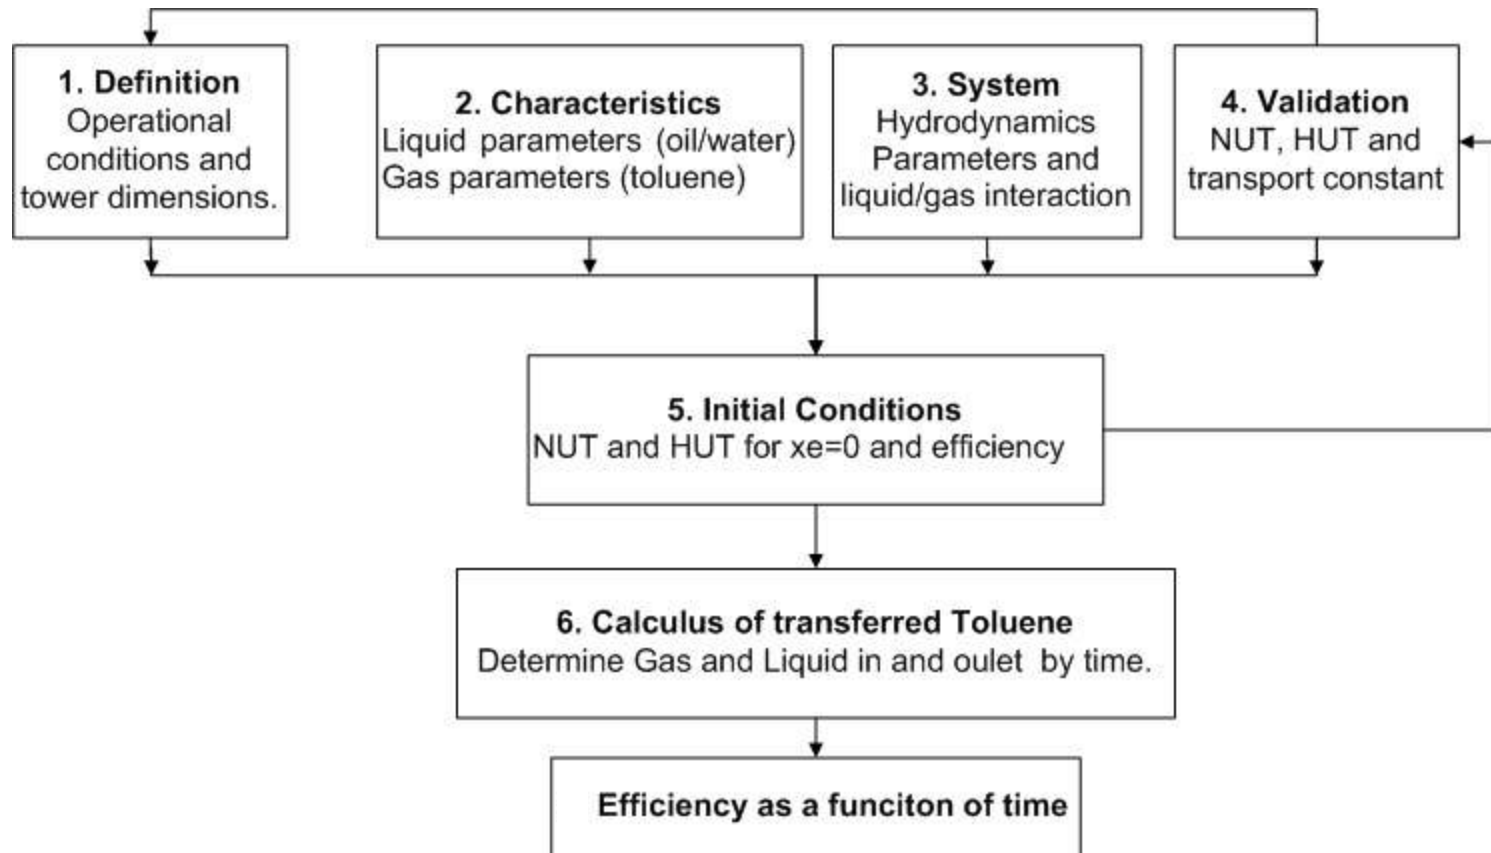 1. Definition
Operational
conditions and
tower dimensions.
2. Characteristics
Liquid parameters (oil/water)
Gas parameters (toluene)
3. System
Hydrodynamics
Parameters and
liquid/gas interaction
4. Validation
NUT, HUT and
transport constant
5. Initial Conditions
NUT and HUT for xe=0 and efficiency
6. Calculus of transferred Toluene
Determine Gas and Liquid in and oulet by time.
Efficiency as a funciton of time